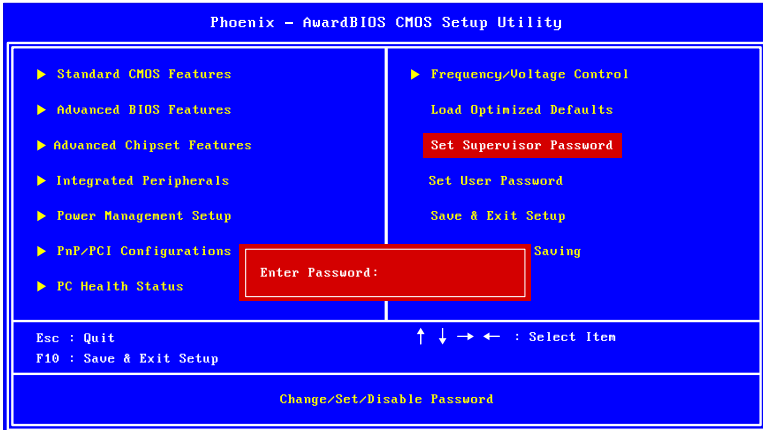 Phoenix – AwardBIOS CMOS Setup Utility
▶ Standard CMOS Features
▶ Advanced BIOS Features
▶ Advanced Chipset Features
▶ Integrated Peripherals
▶ Power Management Setup
▶ PnP/PCI Configurations
▶ PC Health Status
▶ Frequency/Voltage Control
Load Optimized Defaults
Set Supervisor Password
Set User Password
Save & Exit Setup
Saving
Enter Password:
Esc : Quit
F10 : Save & Exit Setup
↑ ↓ → ← : Select Item
Change/Set/Disable Password